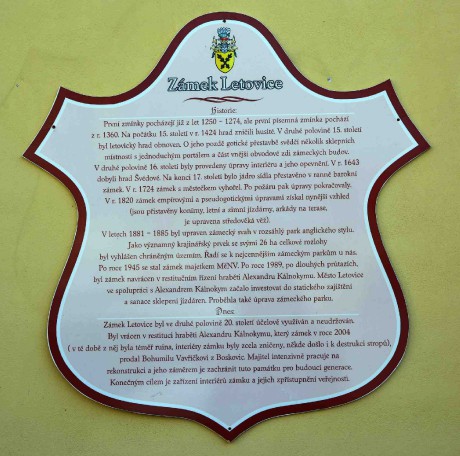 Zámek Letovice
Historie:
První zmínky pocházejí již z let 1250 - 1274, ale první písemná zmínka pochází
z r. 1360. Na počátku 15. století v r. 1424 hrad zničili husité. V druhé polovině 15. století
byl letovický hrad obnoven. O jeho pozdě gotické přestavbě svědčí několik sklepních
místností s jednoduchým portálem a část vnější obvodové zdi zámeckých budov.
V druhé polovině 16. století byly provedeny úpravy interiéru a jeho opevnění. V r. 1643
dobyli hrad Švédové. Na konci 17. století bylo jádro sídla přestavěno v ranně barokní
zámek. V r. 1724 zámek s městečkem vyhořel. Po požáru pak úpravy pokračovaly.
V r. 1820 zámek empírovými a pseudogotickými úpravami získal nynější vzhled
(jsou přistavěny konírny, letní a zimní jízdárny, arkády na terase,
je upravena středověká věž).
V letech 1881 - 1885 byl upraven zámecký svah v rozsáhlý park anglického stylu.
Jako významný krajinářský prvek se svými 26 ha celkové rozlohy
byl vyhlášen chráněným územím. Řadí se k nejcennějším zámeckým parkům u nás.
Po roce 1945 se stal zámek majetkem MěNV. Po roce 1989, po dlouhých průtazích,
byl zámek navrácen v restitučním řízení hraběti Alexandru Kálnokymu. Město Letovice
ve spolupráci s Alexandrem Kálnokym začalo investovat do statického zajištění
a sanace sklepení jízdáren. Proběhla také úprava zámeckého parku.
Dnes:
Zámek Letovice byl ve druhé polovině 20. století účelově využíván a neudržován.
Byl vrácen v restituci hraběti Alexandru Kálnokymu, který zámek v roce 2004
( v té době z něj byla téměř ruina, interiéry zámku byly zcela zničeny, někde došlo i k destrukci stropů),
prodal Bohumilu Vavříčkovi z Boskovic. Majitel intenzivně pracuje na
rekonstrukci a jeho záměrem je zachránit tuto památku pro budoucí generace.
Konečným cílem je zařízení interiérů zámku a jejich zpřístupnění veřejnosti.